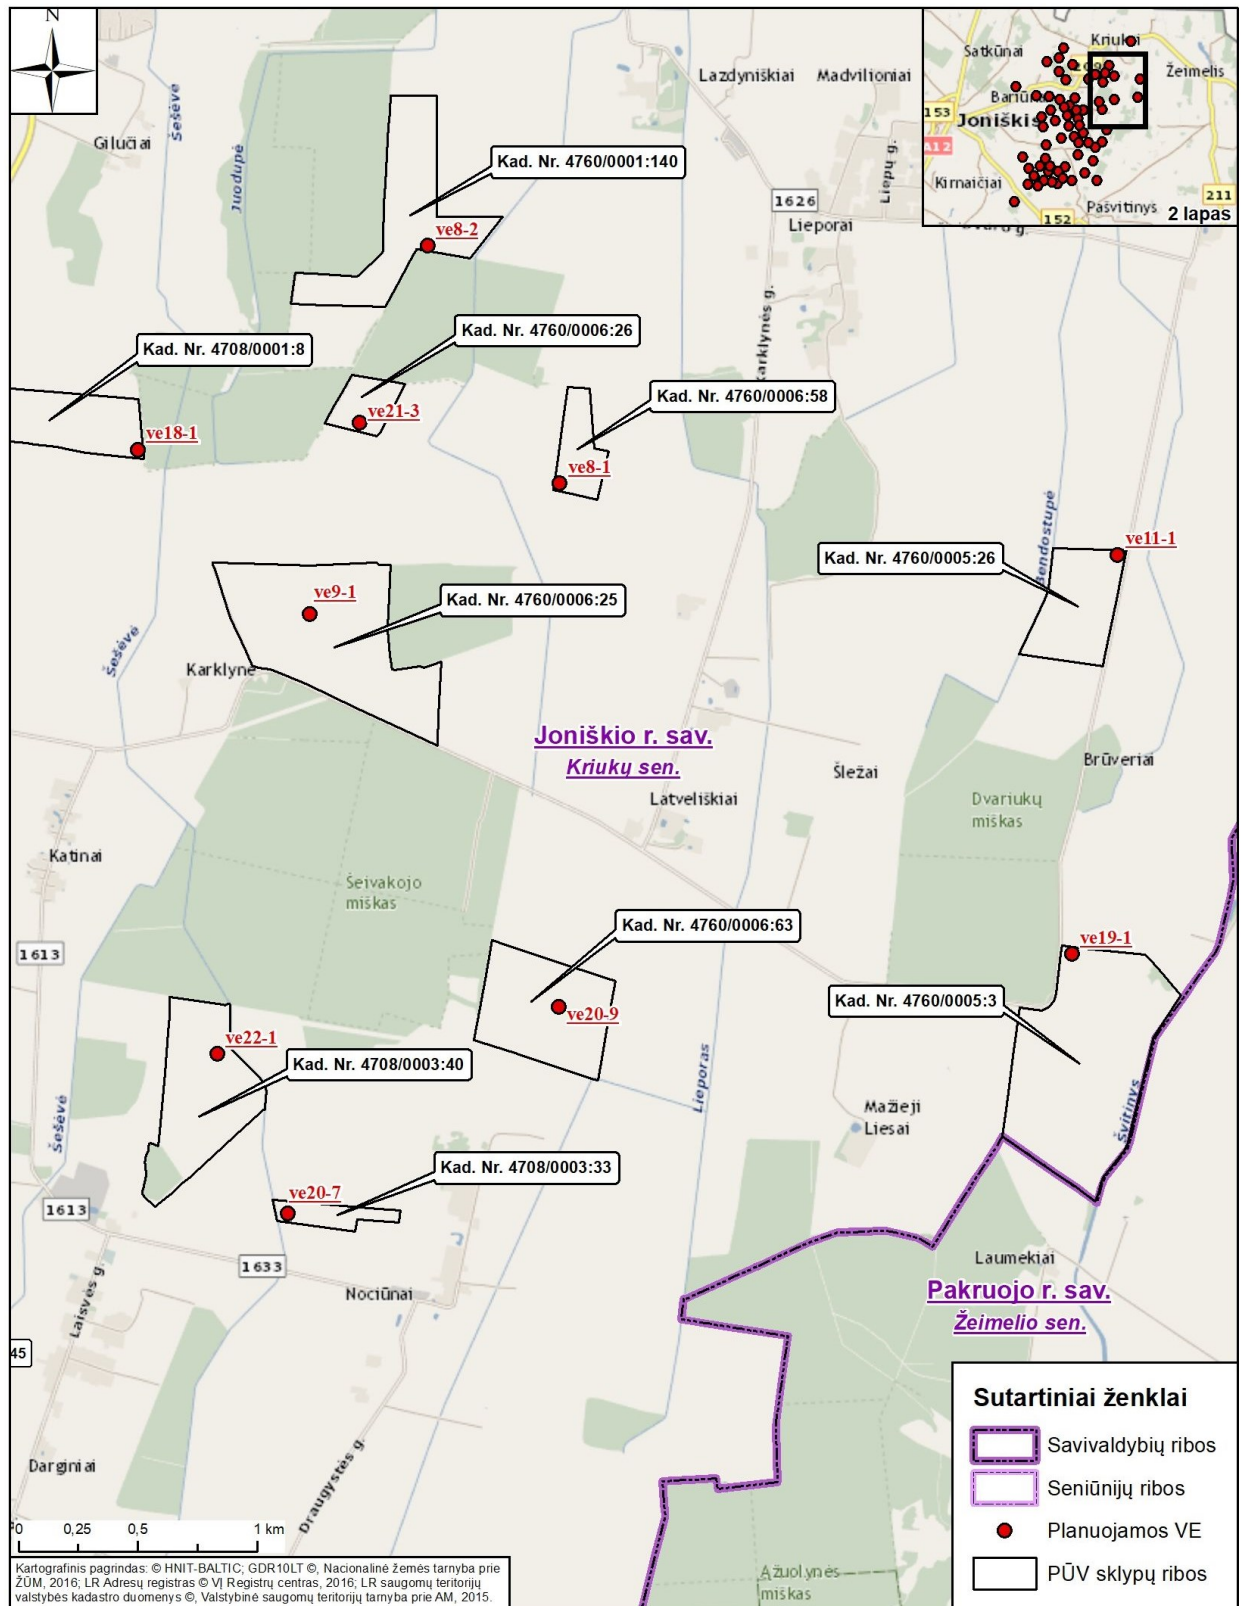 N
Satkūnai
Kriukai
Žeimelis
209
Bariūnai
153
Joniškis
A12
Kirnaičiai
211
Pašvitinys
152
2 lapas
Lazdyniškiai
Madvilioniai
Gilučiai
Šešėvė
Juodupė
Liepų g.
Kad. Nr. 4760/0001:140
1626
Lieporai
ve8-2
Karklynės g.
Kad. Nr. 4760/0006:26
Kad. Nr. 4708/0001:8
Kad. Nr. 4760/0006:58
ve21-3
ve18-1
ve8-1
Bendostupė
ve11-1
Kad. Nr. 4760/0005:26
ve9-1
Kad. Nr. 4760/0006:25
Šešėvė
Karklynė
Joniškio r. sav.
Kriukų sen.
Šležai
Brūveriai
Latveliškiai
Dvariukų
miškas
Katinai
Šeivakojo
miškas
Kad. Nr. 4760/0006:63
1613
ve19-1
Kad. Nr. 4760/0005:3
ve20-9
ve22-1
Kad. Nr. 4708/0003:40
Lieporas
Švitinys
Mažieji
Liesai
Šešėvė
Kad. Nr. 4708/0003:33
ve20-7
1613
1633
Laumekiai
Nociūnai
Pakruojo r. sav.
Žeimelio sen.
Laisvės g.
45
Sutartiniai ženklai
Savivaldybių ribos
Seniūnijų ribos
Planuojamos VE
PŪV sklypų ribos
Darginiai
Draugystės g.
0 0,25 0,5 1 km
Ąžuolynės
miškas
Kartografinis pagrindas: © HNIT-BALTIC; GDR10LT ©, Nacionalinė žemės tarnyba prie
ŽŪM, 2016; LR Adresų registras © VĮ Registrų centras, 2016; LR saugomų teritorijų
valstybės kadastro duomenys ©, Valstybinė saugomų teritorijų tarnyba prie AM, 2015.